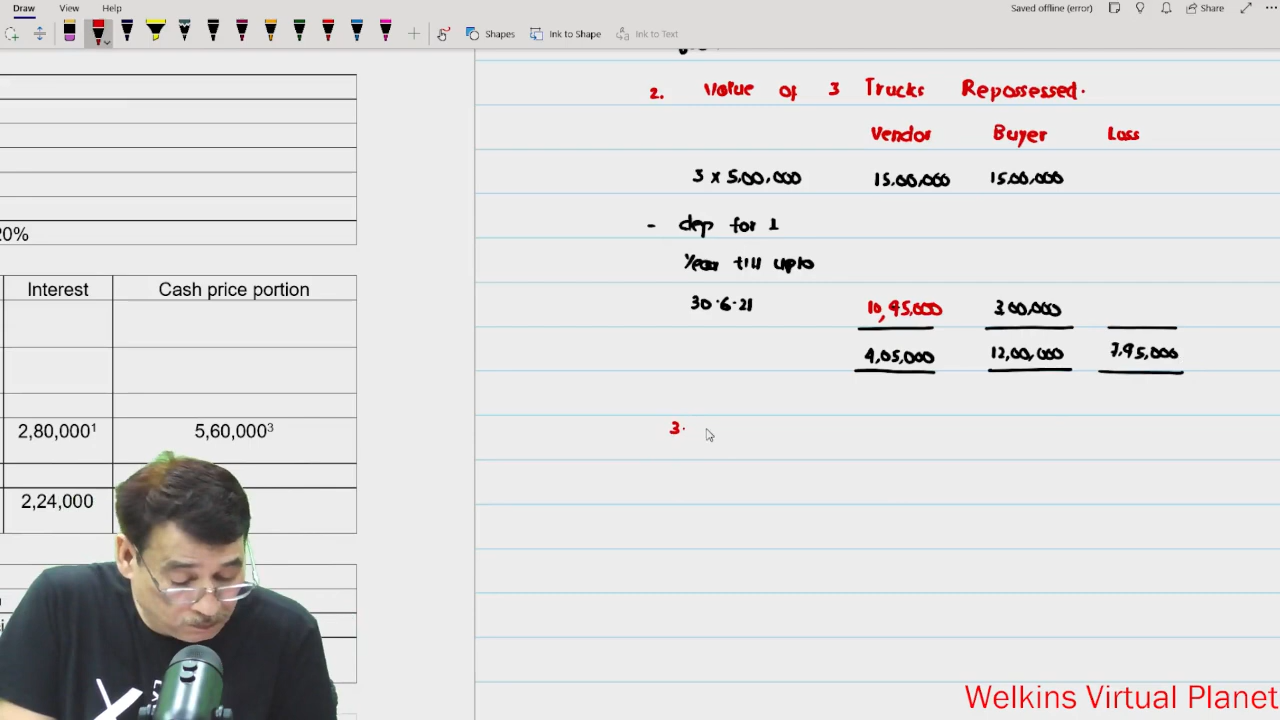 Draw View Help
Saved offline (error)
Share
Shapes
Ink to Shape
Ink to Text
20%
Interest Cash price portion
2,80,000¹ 5,60,000³
2,24,000
2. Value of 3 Trucks Repossessed.
Vendor Buyer Loss
3 x 5,00,000 15,00,000 15,00,000
- dep for 1
Year till upto
30.6.21 10,95,000 3,00,000
4,05,000 12,00,000 7,95,000
3.
Welkins Virtual Planet